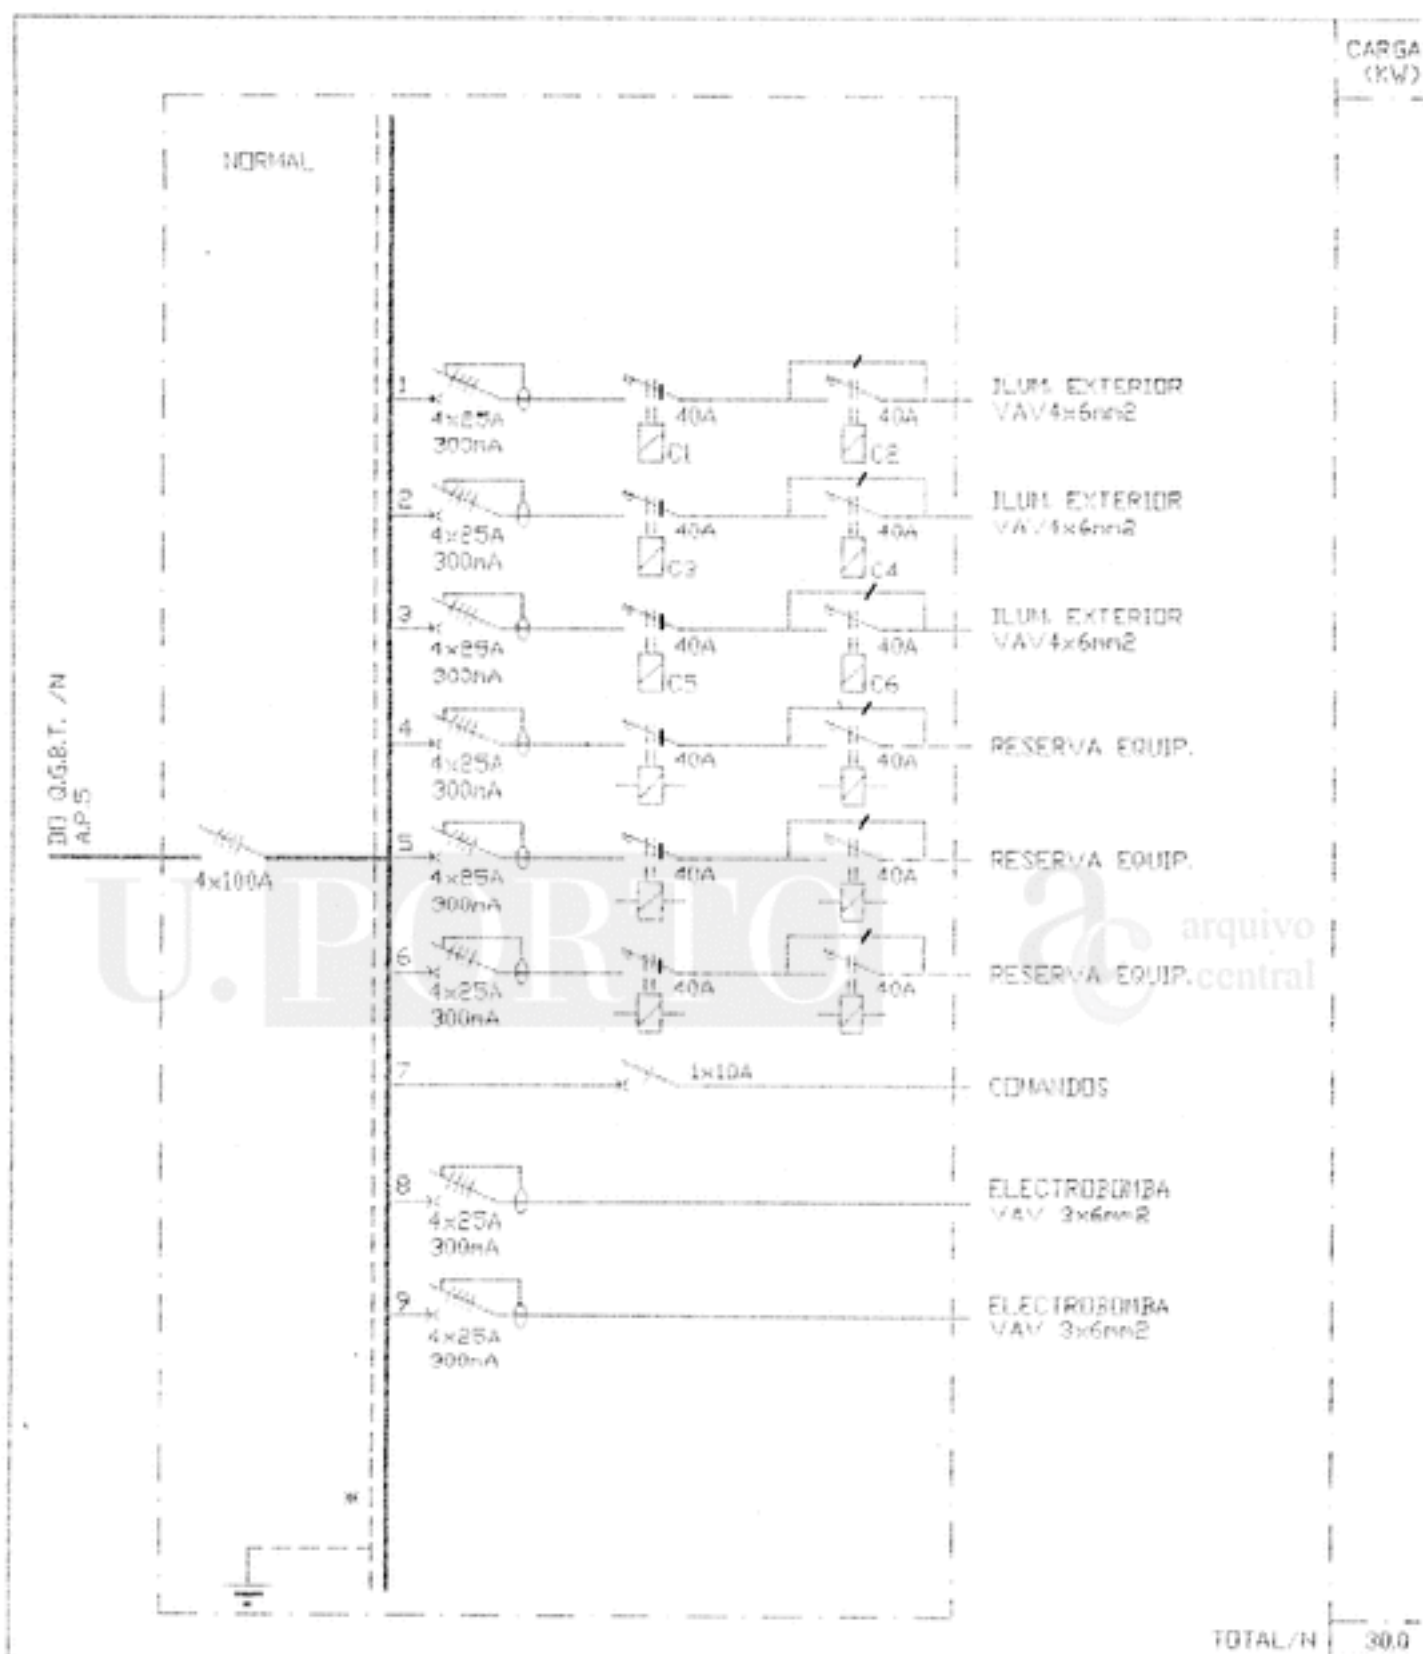 CARGA
(KW)
NORMAL
1
4x25A
300mA
40A
C1
40A
C2
ILUM. EXTERIOR
VAV4x6mm2
2
4x25A
300mA
40A
C3
40A
C4
ILUM. EXTERIOR
VAV4x6mm2
3
4x25A
300mA
40A
C5
40A
C6
ILUM. EXTERIOR
VAV4x6mm2
4
4x25A
300mA
40A
40A
RESERVA EQUIP.
DO Q.G.B.T. /N
A.P.5
4x100A
5
4x25A
300mA
40A
40A
RESERVA EQUIP.
U. PORTO
ac arquivo
central
6
4x25A
300mA
40A
40A
RESERVA EQUIP.
7
1x10A
COMANDOS
8
4x25A
300mA
ELECTROBOMBA
VAV 3x6mm2
9
4x25A
300mA
ELECTROBOMBA
VAV 3x6mm2
*
TOTAL/N 30.0